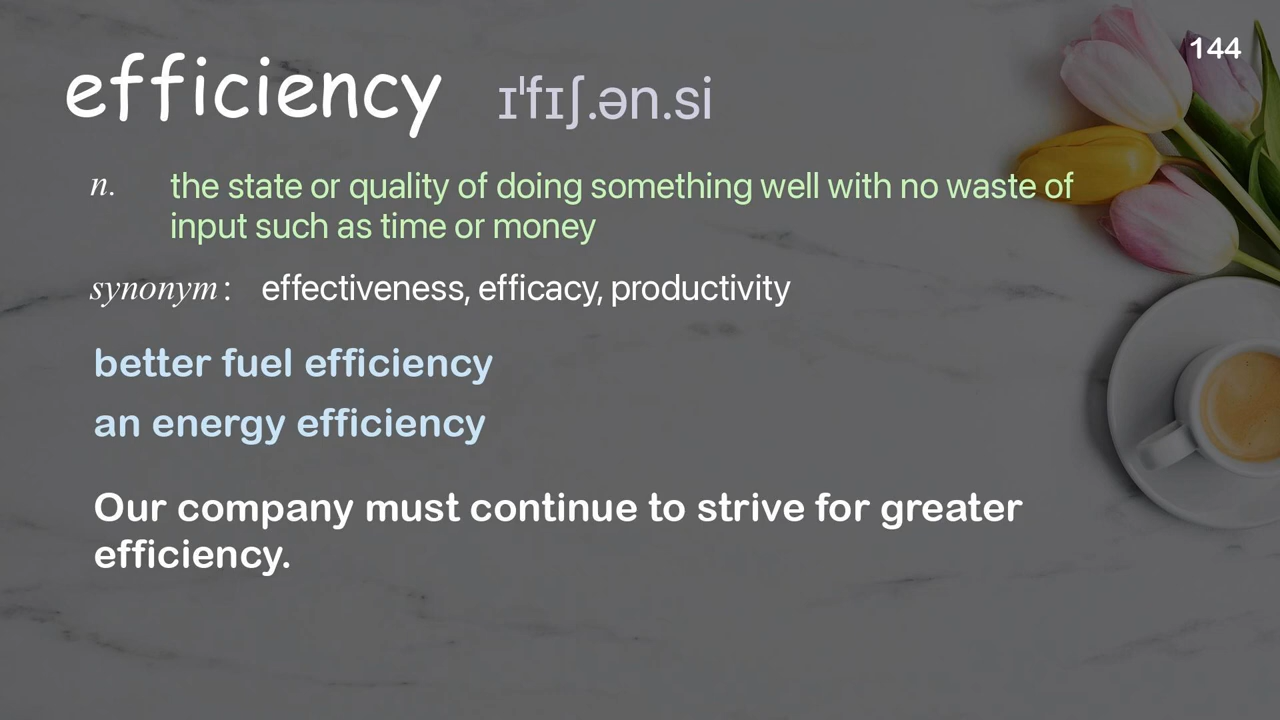 144
efficiency ɪˈfɪʃ.ən.si
n. the state or quality of doing something well with no waste of
input such as time or money
synonym : effectiveness, efficacy, productivity
better fuel efficiency
an energy efficiency
Our company must continue to strive for greater
efficiency.